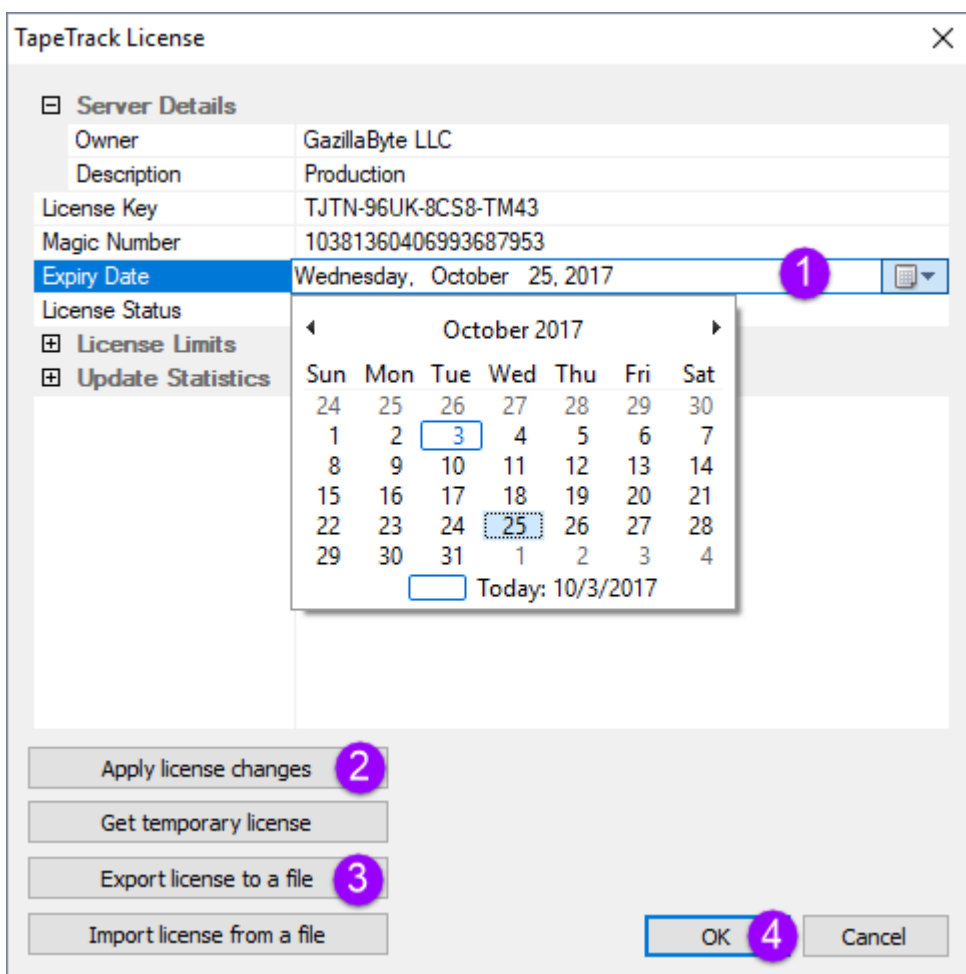 TapeTrack License
Server Details
Owner GazillaByte LLC
Description Production
License Key TJTN-96UK-8CS8-TM43
Magic Number 10381360406993687953
Expiry Date Wednesday, October 25, 2017 1
License Status
October 2017
License Limits
Update Statistics
Sun Mon Tue Wed Thu Fri Sat
24 25 26 27 28 29 30
1 2 3 4 5 6 7
8 9 10 11 12 13 14
15 16 17 18 19 20 21
22 23 24 25 26 27 28
29 30 31 1 2 3 4
Today: 10/3/2017
Apply license changes 2
Get temporary license
Export license to a file 3
Import license from a file
OK 4 Cancel